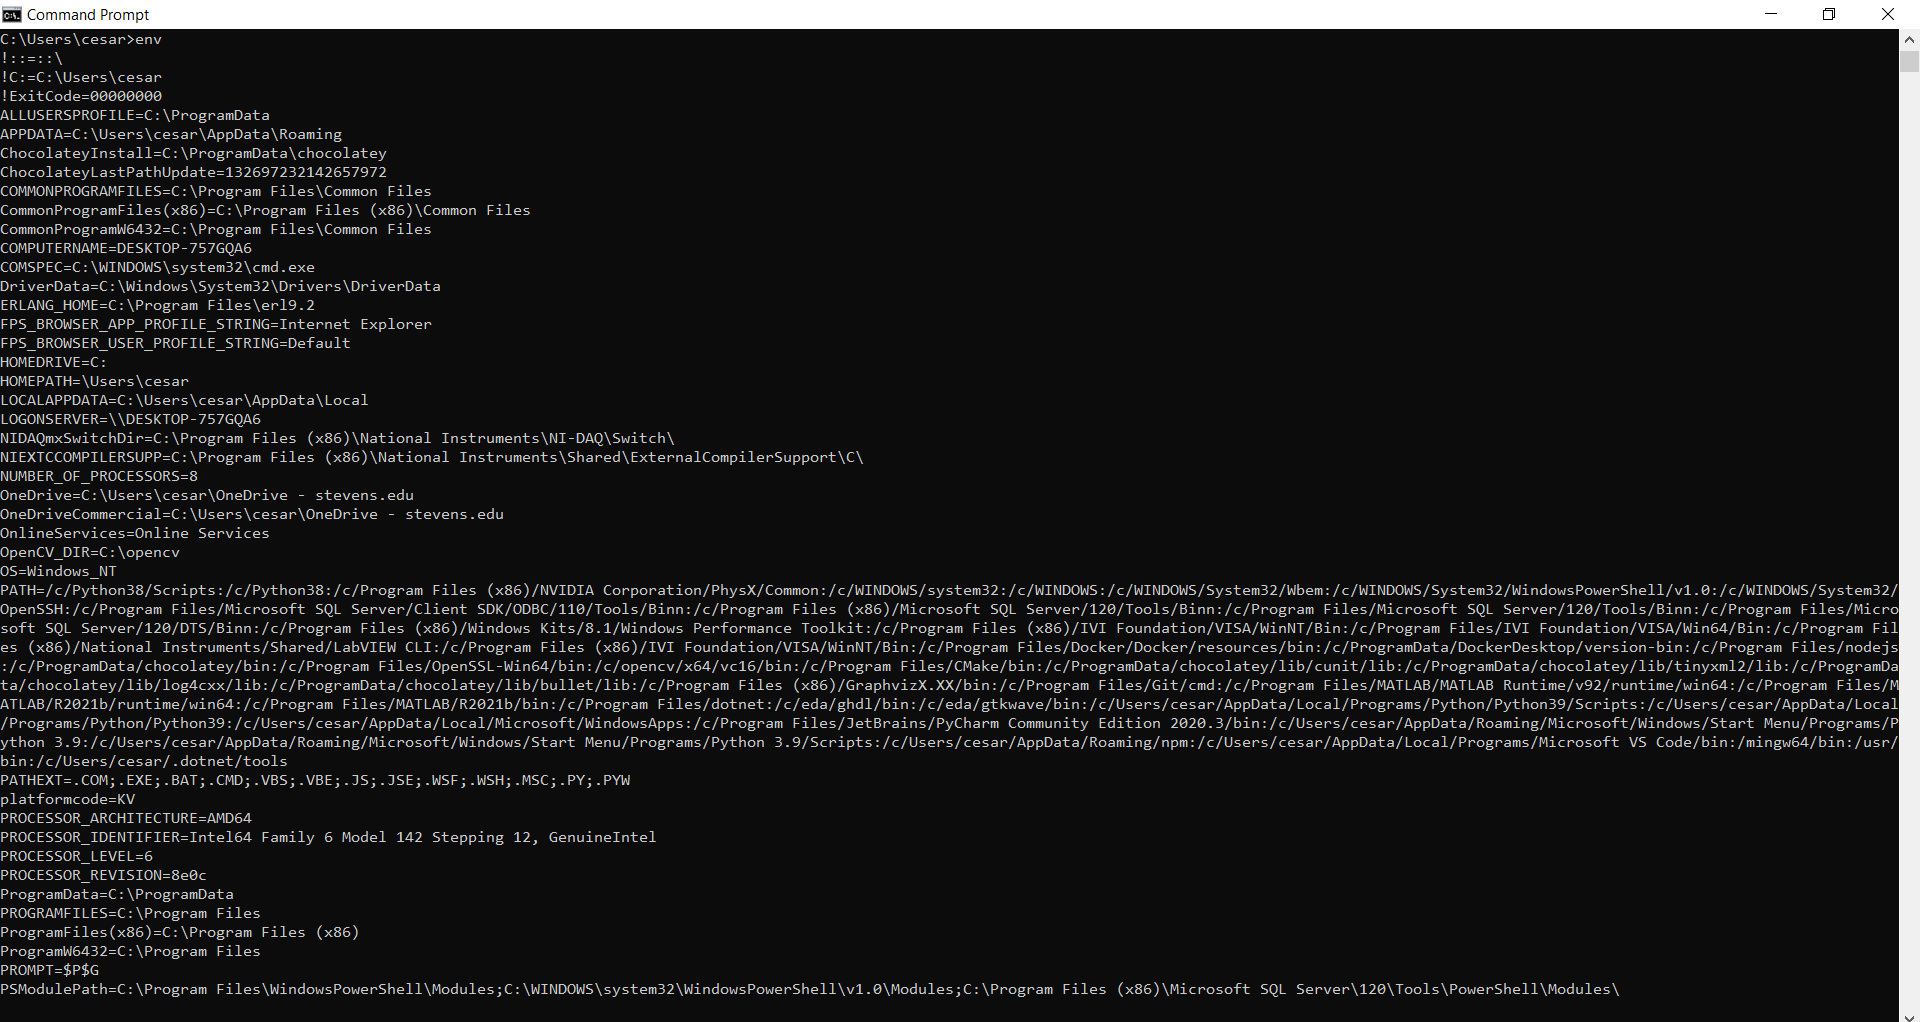 Command Prompt
C:\Users\cesar>env
!::=::\
!C:=C:\Users\cesar
!ExitCode=00000000
ALLUSERSPROFILE=C:\ProgramData
APPDATA=C:\Users\cesar\AppData\Roaming
ChocolateyInstall=C:\ProgramData\chocolatey
ChocolateyLastPathUpdate=132697232142657972
COMMONPROGRAMFILES=C:\Program Files\Common Files
CommonProgramFiles(x86)=C:\Program Files (x86)\Common Files
CommonProgramW6432=C:\Program Files\Common Files
COMPUTERNAME=DESKTOP-757GQA6
COMSPEC=C:\WINDOWS\system32\cmd.exe
DriverData=C:\Windows\System32\Drivers\DriverData
ERLANG_HOME=C:\Program Files\erl9.2
FPS_BROWSER_APP_PROFILE_STRING=Internet Explorer
FPS_BROWSER_USER_PROFILE_STRING=Default
HOMEDRIVE=C:
HOMEPATH=\Users\cesar
LOCALAPPDATA=C:\Users\cesar\AppData\Local
LOGONSERVER=\\DESKTOP-757GQA6
NIDAQmxSwitchDir=C:\Program Files (x86)\National Instruments\NI-DAQ\Switch\
NIEXTCCOMPILERSUPP=C:\Program Files (x86)\National Instruments\Shared\ExternalCompilerSupport\C\
NUMBER_OF_PROCESSORS=8
OneDrive=C:\Users\cesar\OneDrive - stevens.edu
OneDriveCommercial=C:\Users\cesar\OneDrive - stevens.edu
OnlineServices=Online Services
OpenCV_DIR=C:\opencv
OS=Windows_NT
PATH=/c/Python38/Scripts:/c/Python38:/c/Program Files (x86)/NVIDIA Corporation/PhysX/Common:/c/WINDOWS/system32:/c/WINDOWS:/c/WINDOWS/System32/Wbem:/c/WINDOWS/System32/WindowsPowerShell/v1.0:/c/WINDOWS/System32/
OpenSSH:/c/Program Files/Microsoft SQL Server/Client SDK/ODBC/110/Tools/Binn:/c/Program Files (x86)/Microsoft SQL Server/120/Tools/Binn:/c/Program Files/Microsoft SQL Server/120/Tools/Binn:/c/Program Files/Micro
soft SQL Server/120/DTS/Binn:/c/Program Files (x86)/Windows Kits/8.1/Windows Performance Toolkit:/c/Program Files (x86)/IVI Foundation/VISA/WinNT/Bin:/c/Program Files/IVI Foundation/VISA/Win64/Bin:/c/Program Fil
es (x86)/National Instruments/Shared/LabVIEW CLI:/c/Program Files (x86)/IVI Foundation/VISA/WinNT/Bin:/c/Program Files/Docker/Docker/resources/bin:/c/ProgramData/DockerDesktop/version-bin:/c/Program Files/nodejs
:/c/ProgramData/chocolatey/bin:/c/Program Files/OpenSSL-Win64/bin:/c/opencv/x64/vc16/bin:/c/Program Files/CMake/bin:/c/ProgramData/chocolatey/lib/cunit/lib:/c/ProgramData/chocolatey/lib/tinyxml2/lib:/c/ProgramDa
ta/chocolatey/lib/log4cxx/lib:/c/ProgramData/chocolatey/lib/bullet/lib:/c/Program Files (x86)/GraphvizX.XX/bin:/c/Program Files/Git/cmd:/c/Program Files/MATLAB/MATLAB Runtime/v92/runtime/win64:/c/Program Files/M
ATLAB/R2021b/runtime/win64:/c/Program Files/MATLAB/R2021b/bin:/c/Program Files/dotnet:/c/eda/ghdl/bin:/c/eda/gtkwave/bin:/c/Users/cesar/AppData/Local/Programs/Python/Python39/Scripts:/c/Users/cesar/AppData/Local
/Programs/Python/Python39:/c/Users/cesar/AppData/Local/Microsoft/WindowsApps:/c/Program Files/JetBrains/PyCharm Community Edition 2020.3/bin:/c/Users/cesar/AppData/Roaming/Microsoft/Windows/Start Menu/Programs/P
ython 3.9:/c/Users/cesar/AppData/Roaming/Microsoft/Windows/Start Menu/Programs/Python 3.9/Scripts:/c/Users/cesar/AppData/Roaming/npm:/c/Users/cesar/AppData/Local/Programs/Microsoft VS Code/bin:/mingw64/bin:/usr/
bin:/c/Users/cesar/.dotnet/tools
PATHEXT=.COM;.EXE;.BAT;.CMD;.VBS;.VBE;.JS;.JSE;.WSF;.WSH;.MSC;.PY;.PYW
platformcode=KV
PROCESSOR_ARCHITECTURE=AMD64
PROCESSOR_IDENTIFIER=Intel64 Family 6 Model 142 Stepping 12, GenuineIntel
PROCESSOR_LEVEL=6
PROCESSOR_REVISION=8e0c
ProgramData=C:\ProgramData
PROGRAMFILES=C:\Program Files
ProgramFiles(x86)=C:\Program Files (x86)
ProgramW6432=C:\Program Files
PROMPT=$P$G
PSModulePath=C:\Program Files\WindowsPowerShell\Modules;C:\WINDOWS\system32\WindowsPowerShell\v1.0\Modules;C:\Program Files (x86)\Microsoft SQL Server\120\Tools\PowerShell\Modules\